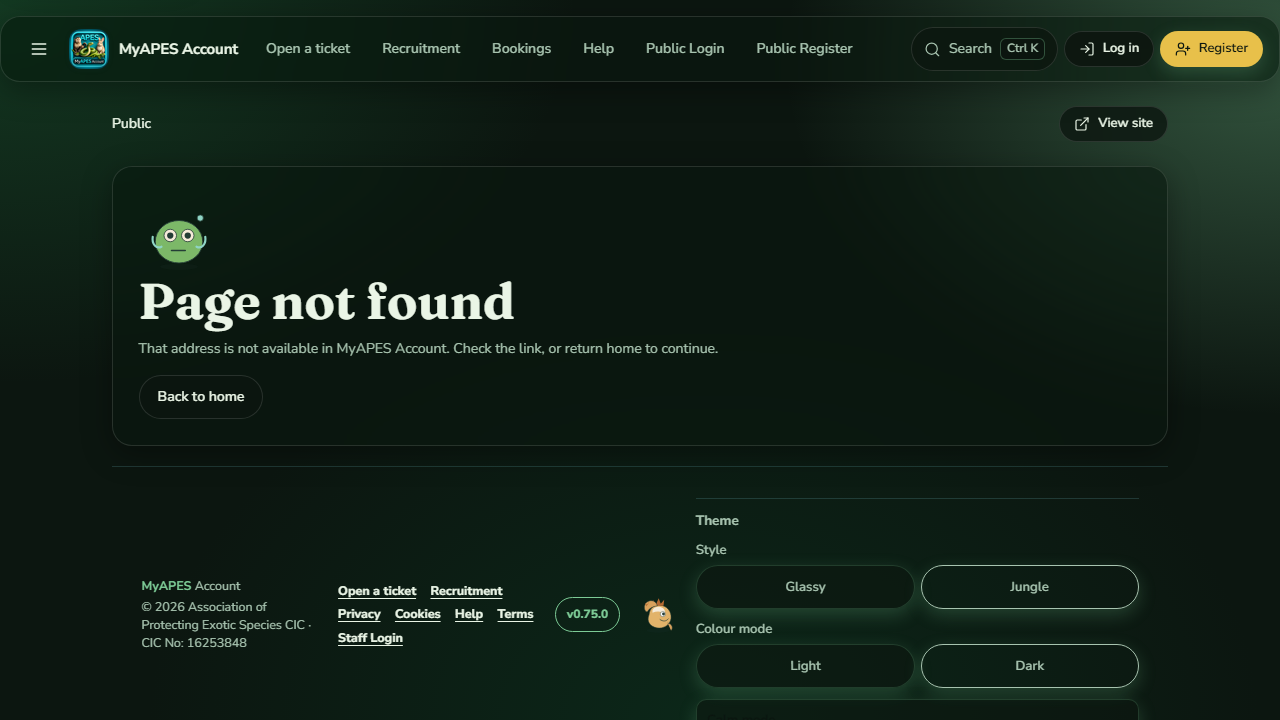 APES
MyAPES Account
MyAPES Account
Open a ticket
Recruitment
Bookings
Help
Public Login
Public Register
Search
Ctrl K
Log in
Register
Public
View site
Page not found
That address is not available in MyAPES Account. Check the link, or return home to continue.
Back to home
MyAPES Account
© 2026 Association of
Protecting Exotic Species CIC ·
CIC No: 16253848
Open a ticket Recruitment
Privacy Cookies Help Terms
Staff Login
v0.75.0
Theme
Style
Glassy
Jungle
Colour mode
Light
Dark